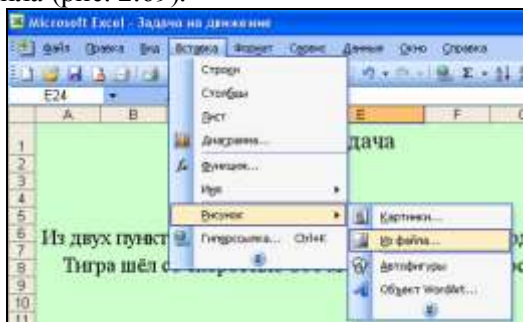 (рис. 2.69).
Microsoft Excel - Задача на движение
Файл Правка Вид Вставка Формат Сервис Данные Окно Справка
E24
A B E F
Строки
Столбцы
Лист
Диаграмма...
fx Функция...
Имя
Рисунок
Гиперссылка... Ctrl+K
Картинки...
Из файла...
Автофигуры
Объект WordArt...
1 дача
2
3
4
5
6 Из двух пункт
7
8 Тигра шёл с
9
10
11